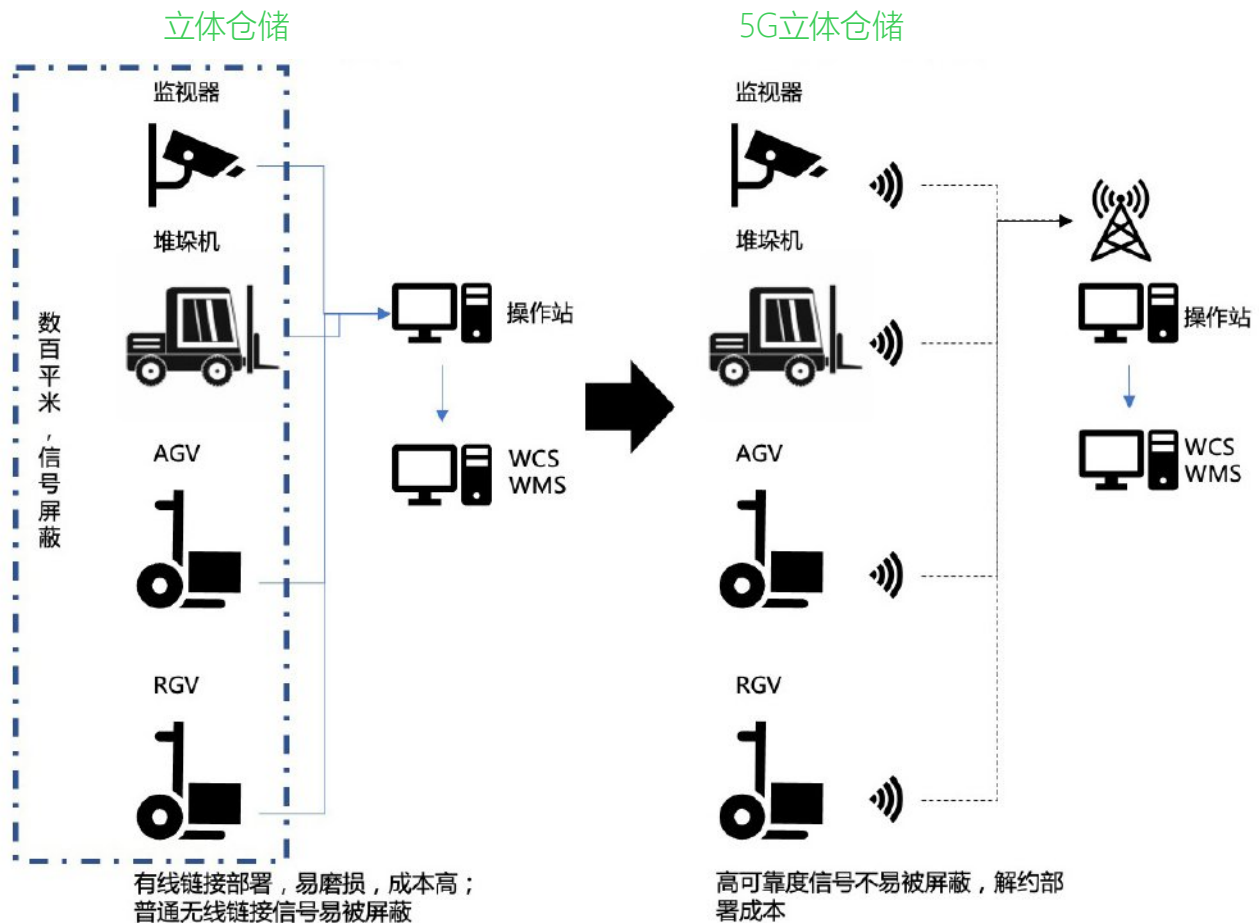 立体仓储
监视器
堆垛机
数百平米，信号屏蔽
操作站
AGV
WCS
WMS
RGV
有线链接部署，易磨损，成本高；
普通无线链接信号易被屏蔽
5G立体仓储
监视器
堆垛机
操作站
AGV
WCS
WMS
RGV
高可靠度信号不易被屏蔽，解约部
署成本